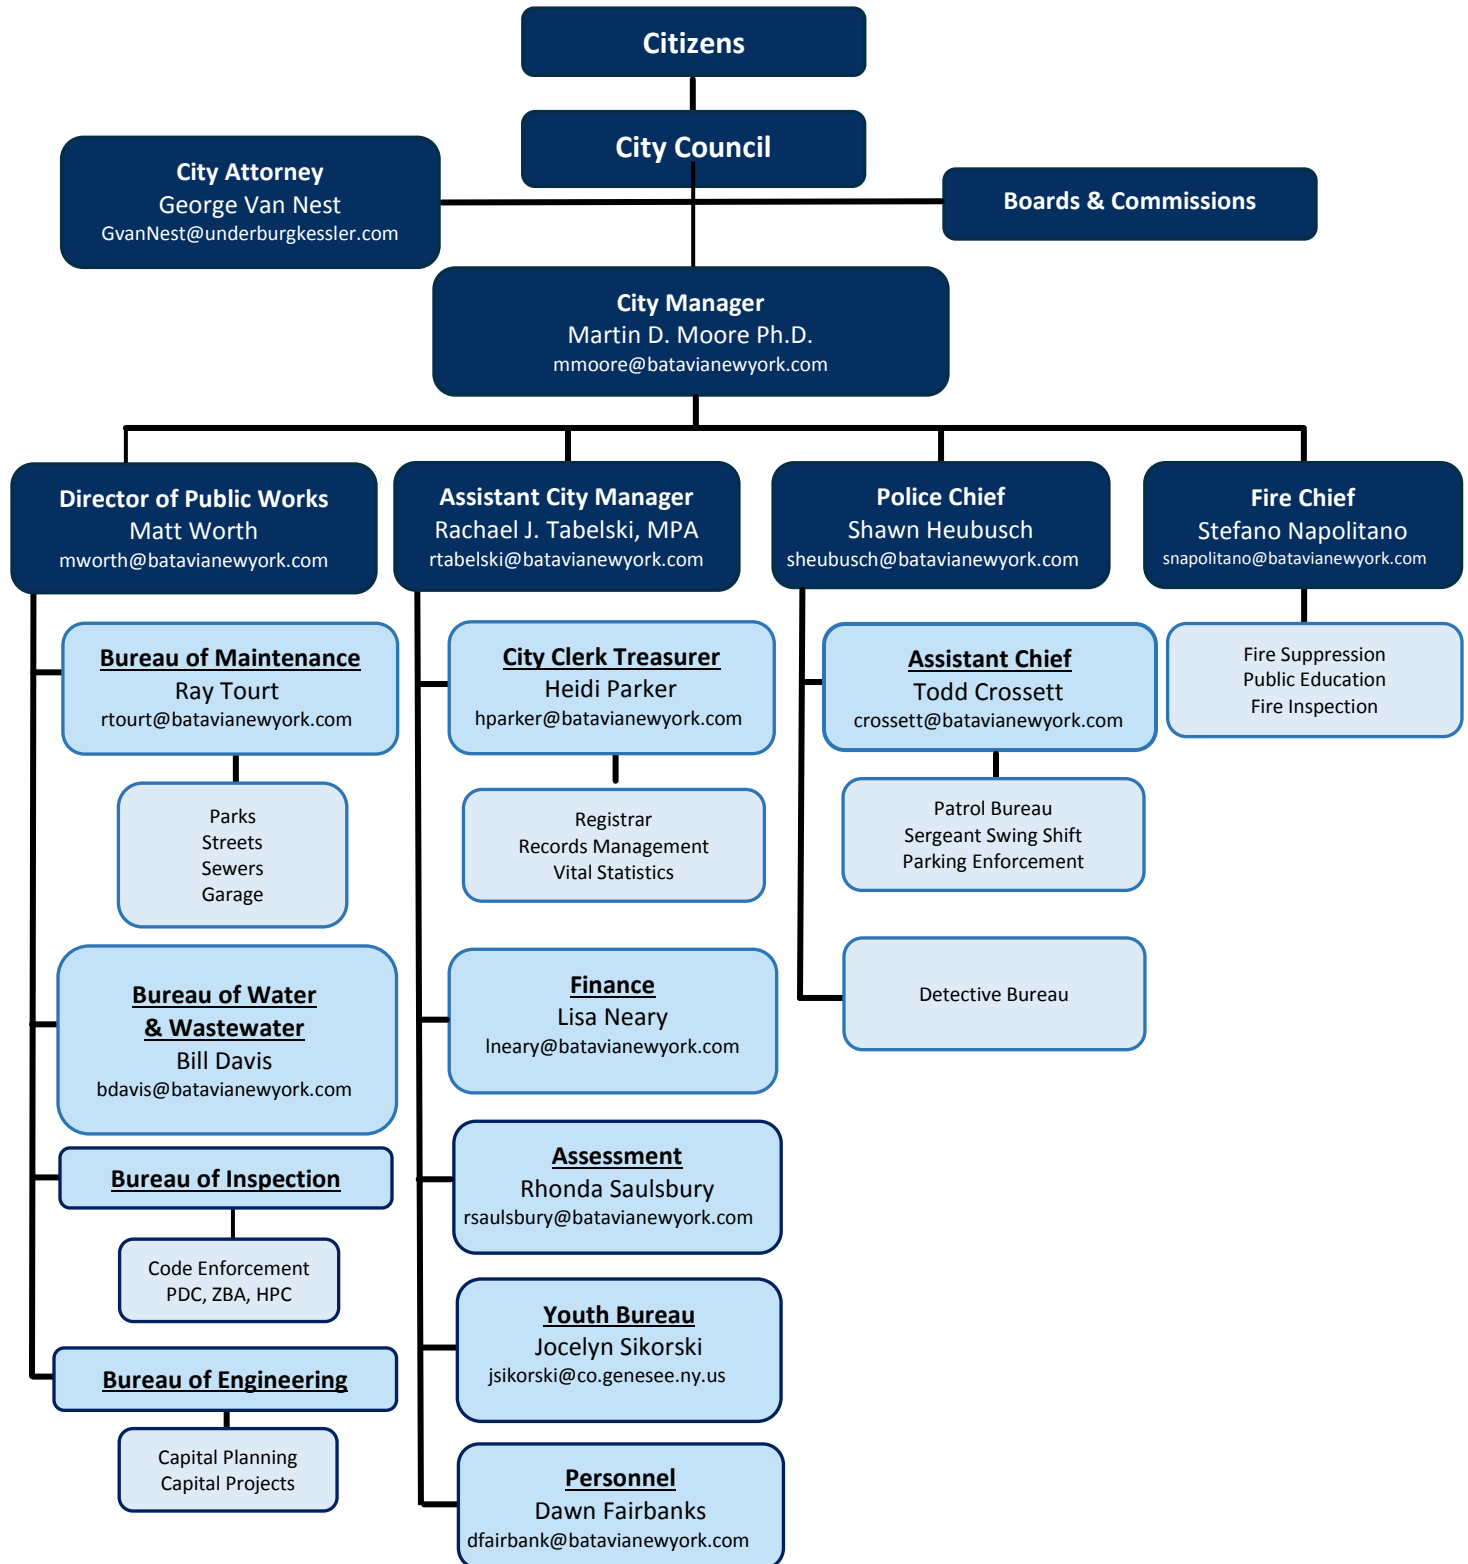 Citizens
City Council
City Attorney
George Van Nest
GvanNest@underburgkessler.com
Boards & Commissions
City Manager
Martin D. Moore Ph.D.
mmoore@batavianewyork.com
Director of Public Works
Matt Worth
mworth@batavianewyork.com
Assistant City Manager
Rachael J. Tabelski, MPA
rtabelski@batavianewyork.com
Police Chief
Shawn Heubusch
sheubusch@batavianewyork.com
Fire Chief
Stefano Napolitano
snapolitano@batavianewyork.com
Bureau of Maintenance
Ray Tourt
rtourt@batavianewyork.com
Parks
Streets
Sewers
Garage
Bureau of Water
& Wastewater
Bill Davis
bdavis@batavianewyork.com
Bureau of Inspection
Code Enforcement
PDC, ZBA, HPC
Bureau of Engineering
Capital Planning
Capital Projects
City Clerk Treasurer
Heidi Parker
hparker@batavianewyork.com
Registrar
Records Management
Vital Statistics
Finance
Lisa Neary
lneary@batavianewyork.com
Assessment
Rhonda Saulsbury
rsaulsbury@batavianewyork.com
Youth Bureau
Jocelyn Sikorski
jsikorski@co.genesee.ny.us
Personnel
Dawn Fairbanks
dfairbank@batavianewyork.com
Assistant Chief
Todd Crossett
crossett@batavianewyork.com
Patrol Bureau
Sergeant Swing Shift
Parking Enforcement
Detective Bureau
Fire Suppression
Public Education
Fire Inspection